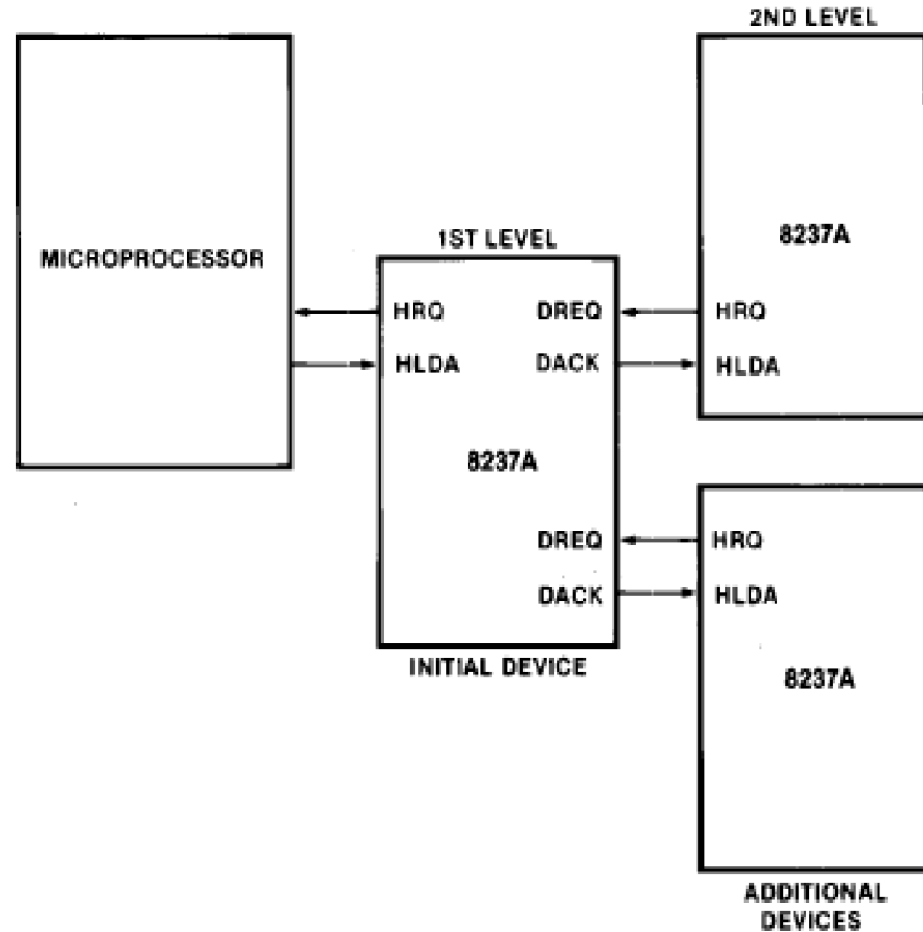 2ND LEVEL
MICROPROCESSOR
8237A
1ST LEVEL
HRQ DREQ HRQ
HLDA DACK HLDA
8237A
DREQ HRQ
DACK HLDA
INITIAL DEVICE
8237A
ADDITIONAL
DEVICES